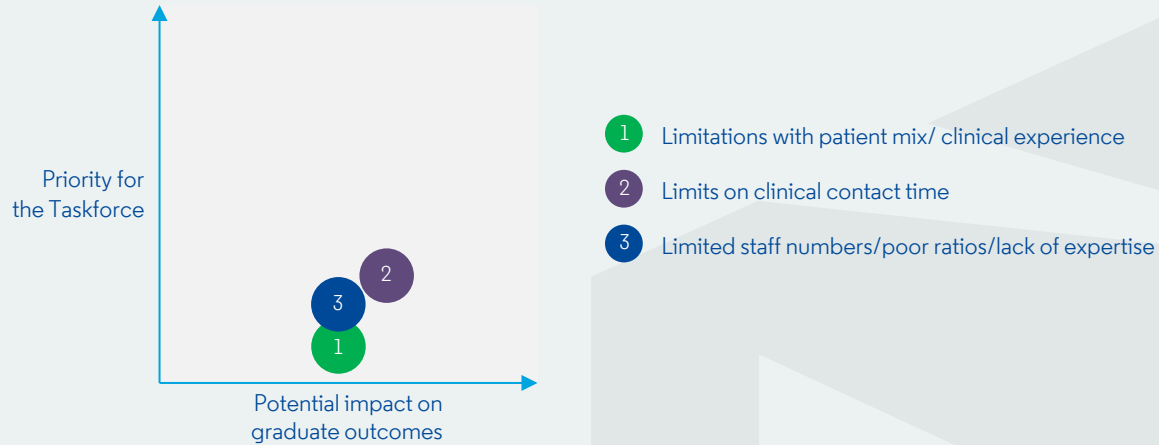 Priority for
the Taskforce
2
3
1
Potential impact on
graduate outcomes
1 Limitations with patient mix/ clinical experience
2 Limits on clinical contact time
3 Limited staff numbers/poor ratios/lack of expertise